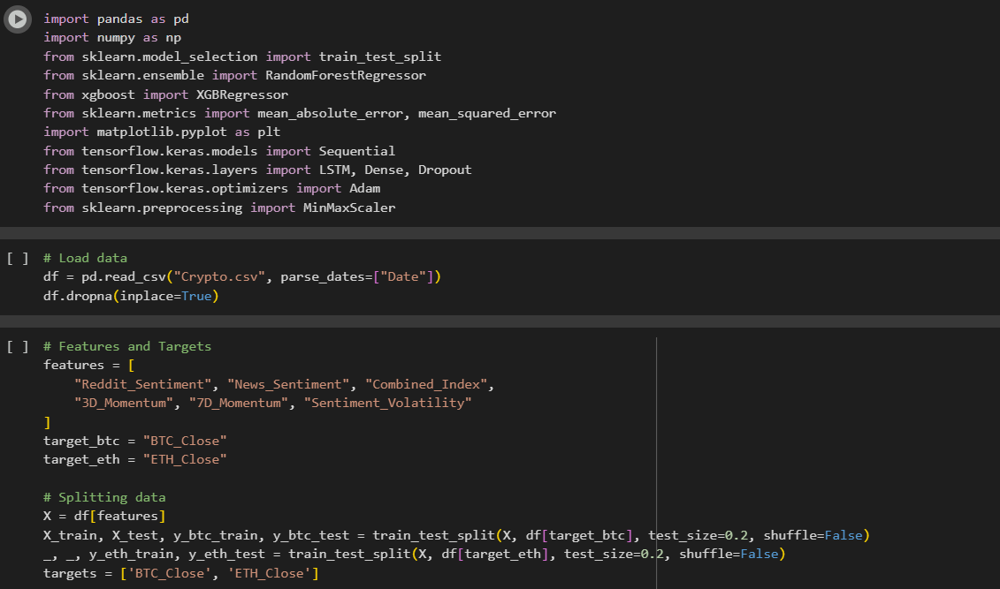 import pandas as pd
import numpy as np
from sklearn.model_selection import train_test_split
from sklearn.ensemble import RandomForestRegressor
from xgboost import XGBRegressor
from sklearn.metrics import mean_absolute_error, mean_squared_error
import matplotlib.pyplot as plt
from tensorflow.keras.models import Sequential
from tensorflow.keras.layers import LSTM, Dense, Dropout
from tensorflow.keras.optimizers import Adam
from sklearn.preprocessing import MinMaxScaler
[ ] # Load data
df = pd.read_csv("Crypto.csv", parse_dates=["Date"])
df.dropna(inplace=True)
[ ] # Features and Targets
features = [
    "Reddit_Sentiment", "News_Sentiment", "Combined_Index",
    "3D_Momentum", "7D_Momentum", "Sentiment_Volatility"
]
target_btc = "BTC_Close"
target_eth = "ETH_Close"

# Splitting data
X = df[features]
X_train, X_test, y_btc_train, y_btc_test = train_test_split(X, df[target_btc], test_size=0.2, shuffle=False)
_, _, y_eth_train, y_eth_test = train_test_split(X, df[target_eth], test_size=0.2, shuffle=False)
targets = ['BTC_Close', 'ETH_Close']